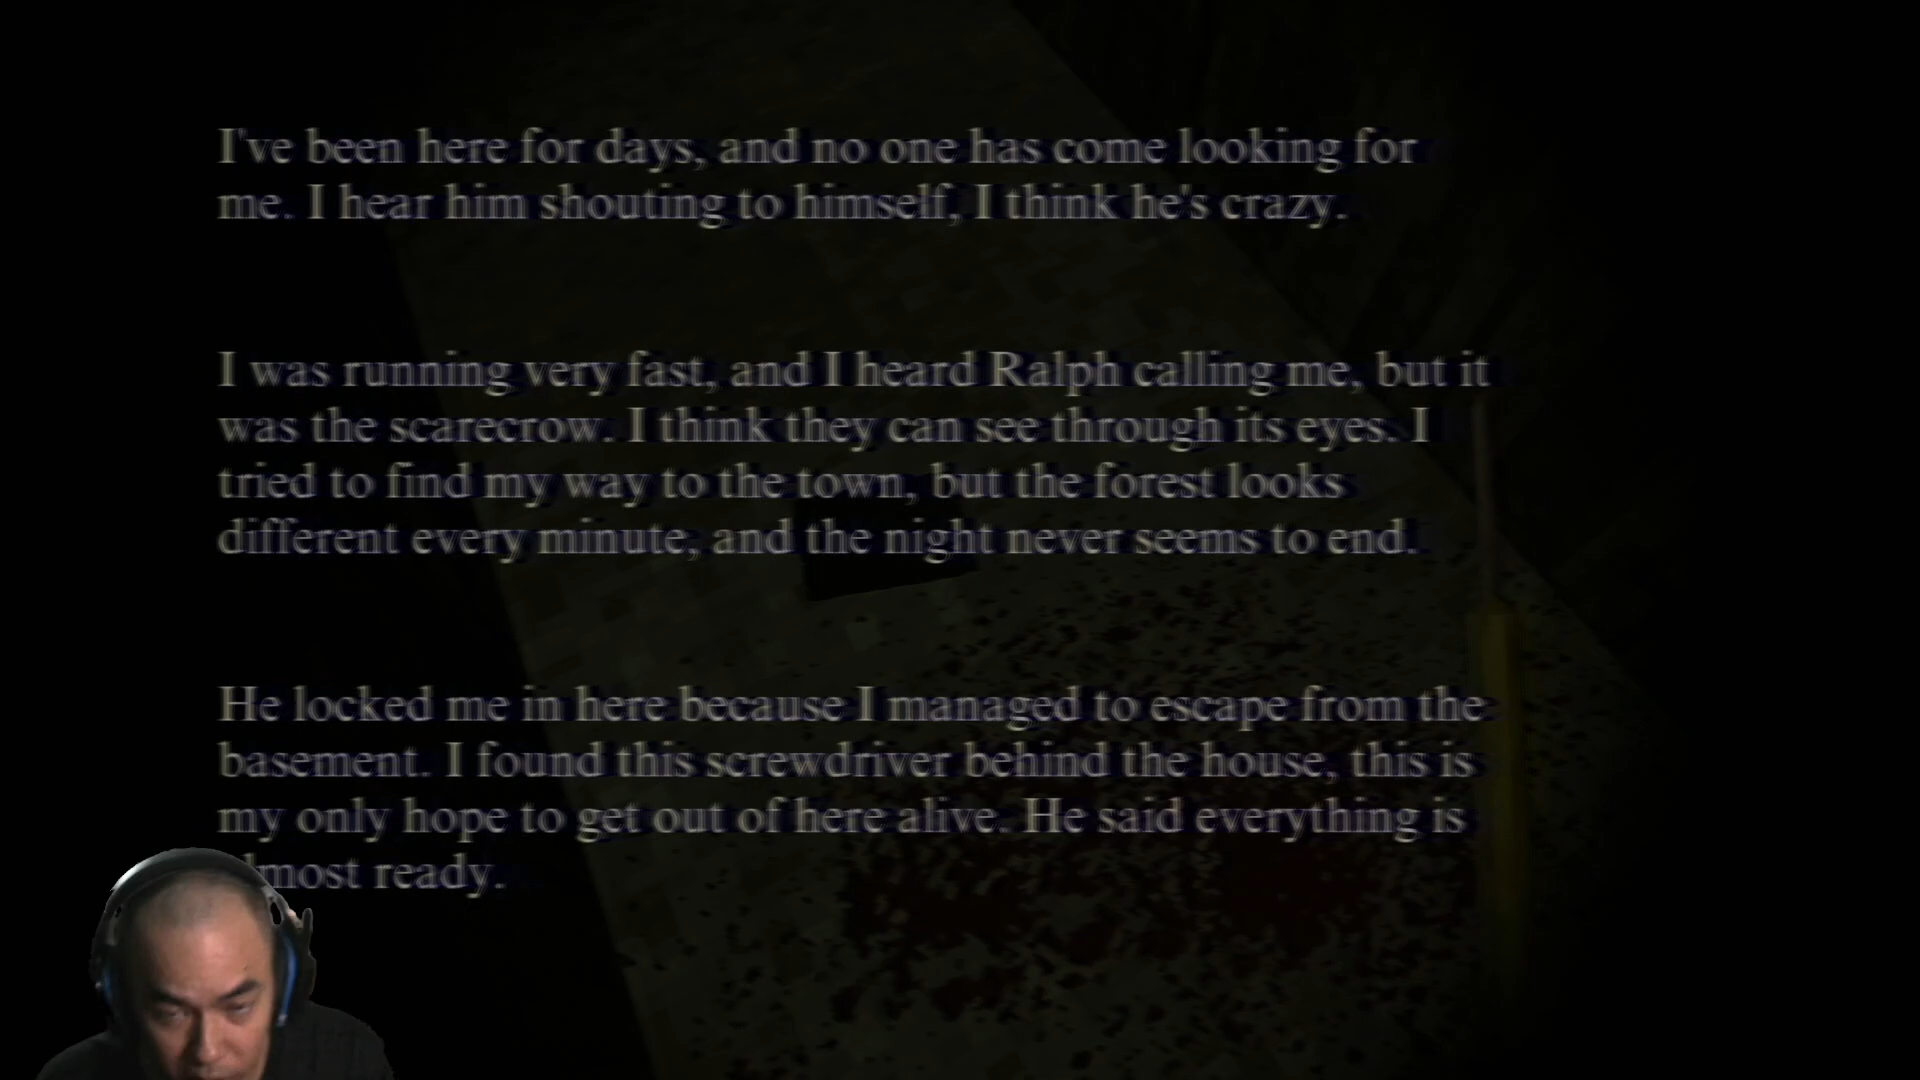 I've been here for days, and no one has come looking for
me. I hear him shouting to himself, I think he's crazy.
I was running very fast, and I heard Ralph calling me, but it
was the scarecrow. I think they can see through its eyes. I
tried to find my way to the town, but the forest looks
different every minute, and the night never seems to end.
He locked me in here because I managed to escape from the
basement. I found this screwdriver behind the house, this is
my only hope to get out of here alive. He said everything is
almost ready.